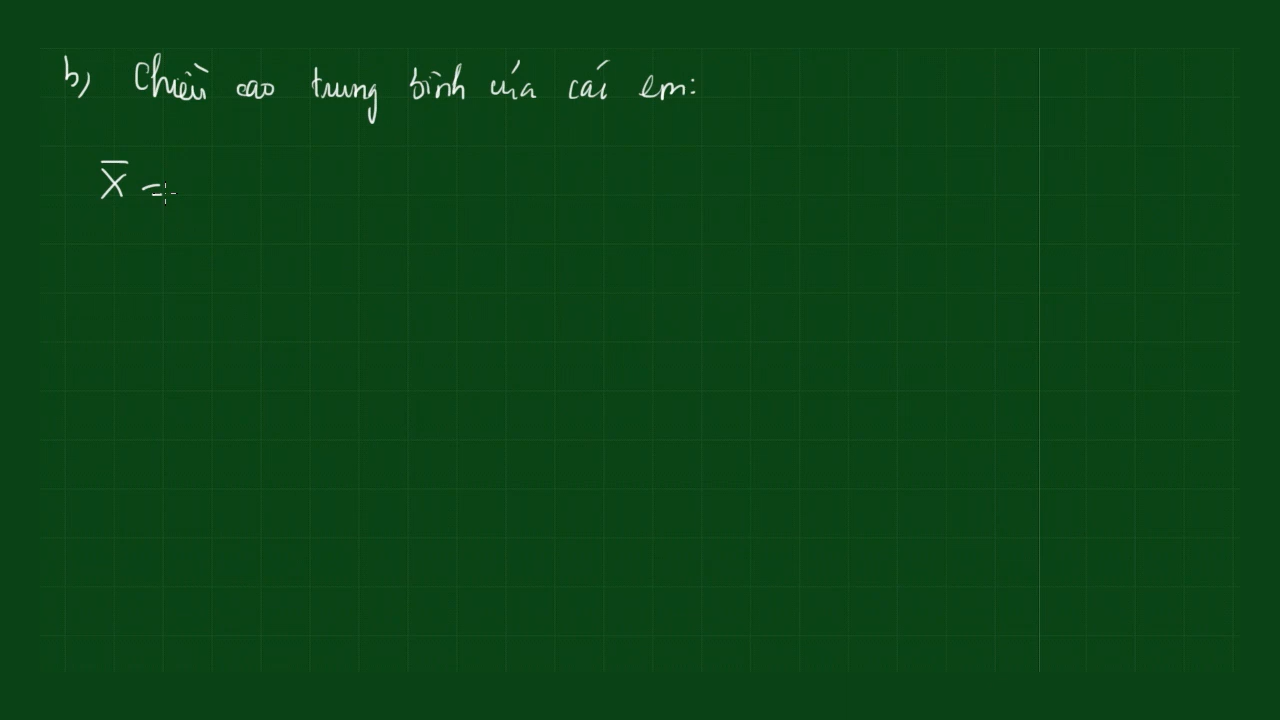 b) Chiều cao trung bình của các em:
X̄ =